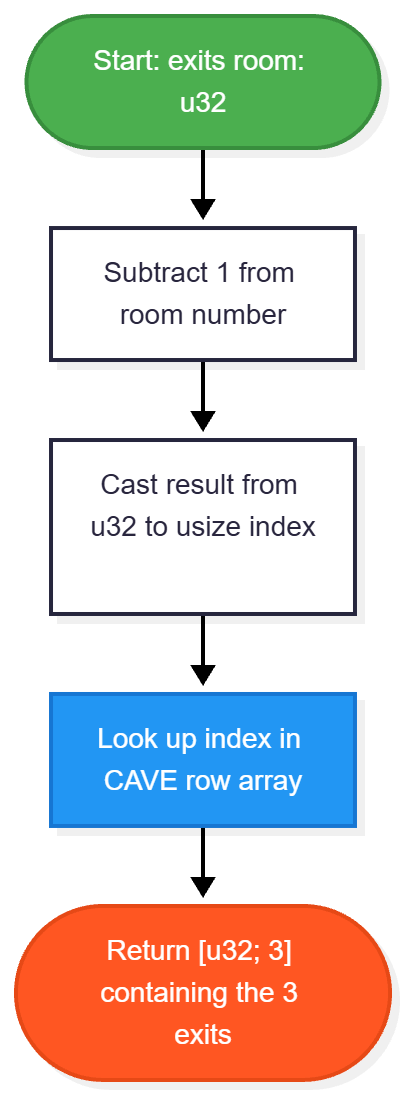 Start: exits room:
u32
Subtract 1 from
room number
Cast result from
u32 to usize index
Look up index in
CAVE row array
Return [u32; 3]
containing the 3
exits